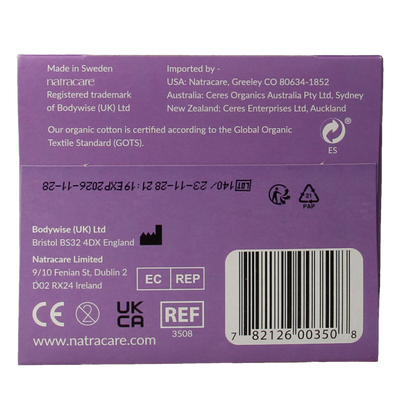 Made in Sweden
natracare
Registered trademark
of Bodywise (UK) Ltd
Imported by -
USA: Natracare, Greeley CO 80634-1852
Australia: Ceres Organics Australia Pty Ltd, Sydney
New Zealand: Ceres Enterprises Ltd, Auckland
Our organic cotton is certified according to the Global Organic
Textile Standard (GOTS).
ES
LOT 140/ 23-11-28 21:19 EXP 2026-11-28
21
PAP
Bodywise (UK) Ltd
Bristol BS32 4DX England
Natracare Limited
9/10 Fenian St, Dublin 2
D02 RX24 Ireland
EC REP
CE
UK
CA
REF
3508
www.natracare.com
7 82126 00350 8